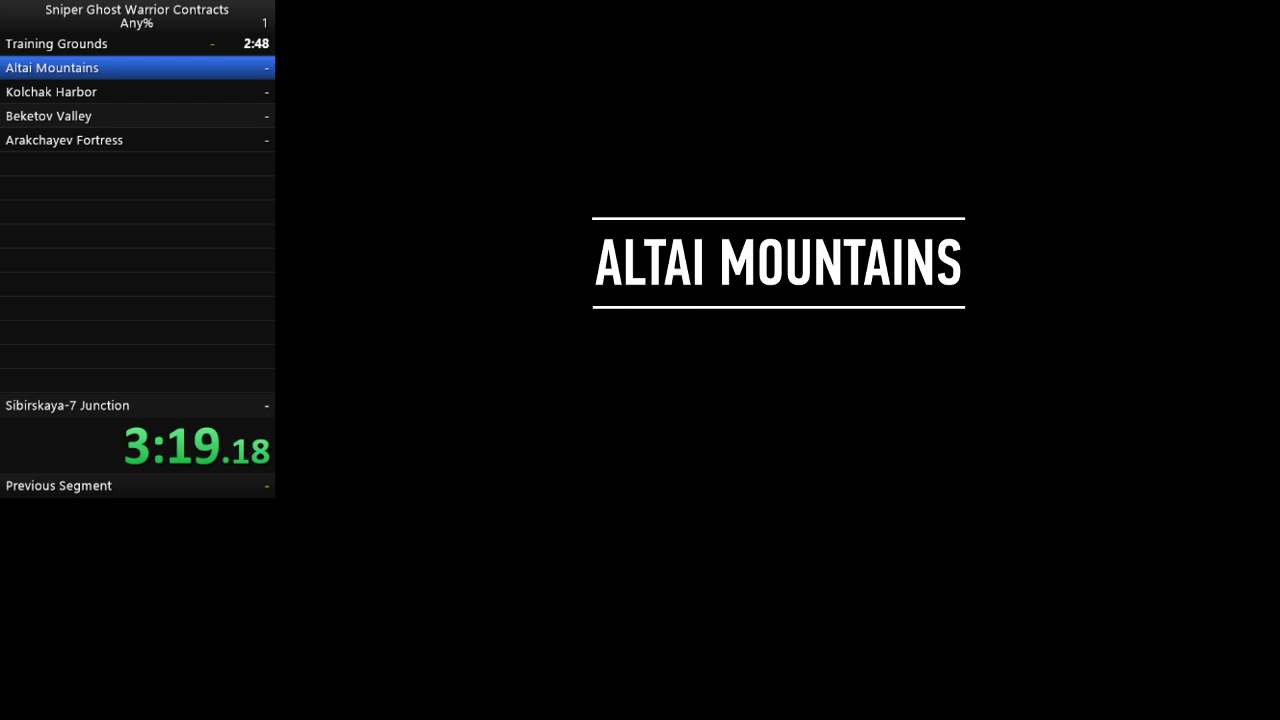 Sniper Ghost Warrior Contracts
Any% 1
Training Grounds - 2:48
Altai Mountains -
Kolchak Harbor -
Beketov Valley -
Arakchayev Fortress -
ALTAI MOUNTAINS
Sibirskaya-7 Junction -
3:19.18
Previous Segment -